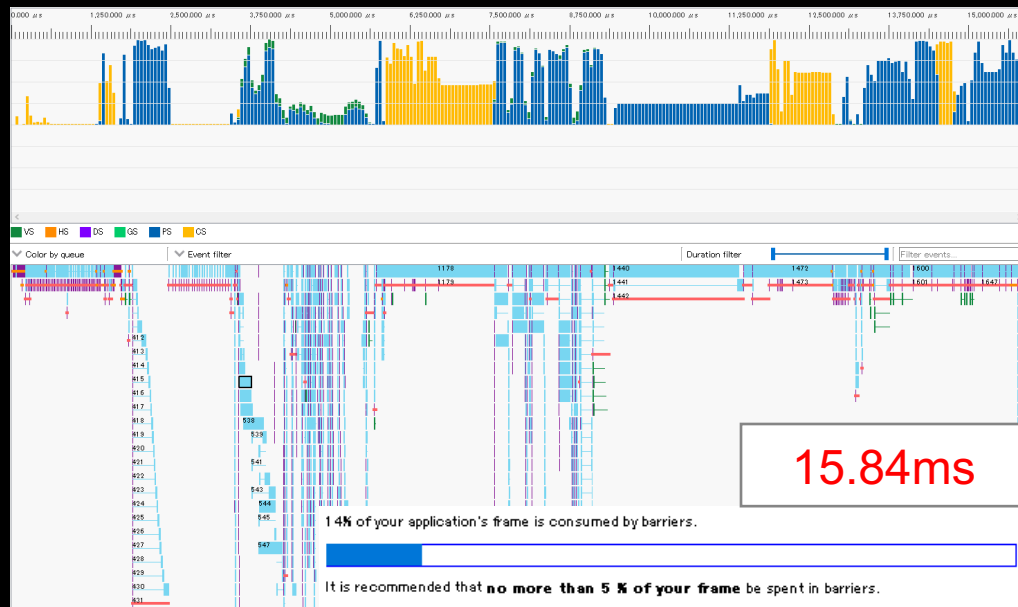 0.000 μs 1,250.000 μs 2,500.000 μs 3,750.000 μs 5,000.000 μs 6,250.000 μs 7,500.000 μs 8,750.000 μs 10,000.000 μs 11,250.000 μs 12,500.000 μs 13,750.000 μs 15,000.000 μs
VS HS DS GS PS CS
Color by queue Event filter Duration filter Filter events...
1178 1440 1472 1600
1179 1441 1473 1601 1647
1442
412
413
414
415
416
417
418 538
419 539
420
421 541
422
423 543
424 544
425 545
426
427 547
428
429
430
431
15.84ms
14% of your application's frame is consumed by barriers.
It is recommended that no more than 5 % of your frame be spent in barriers.